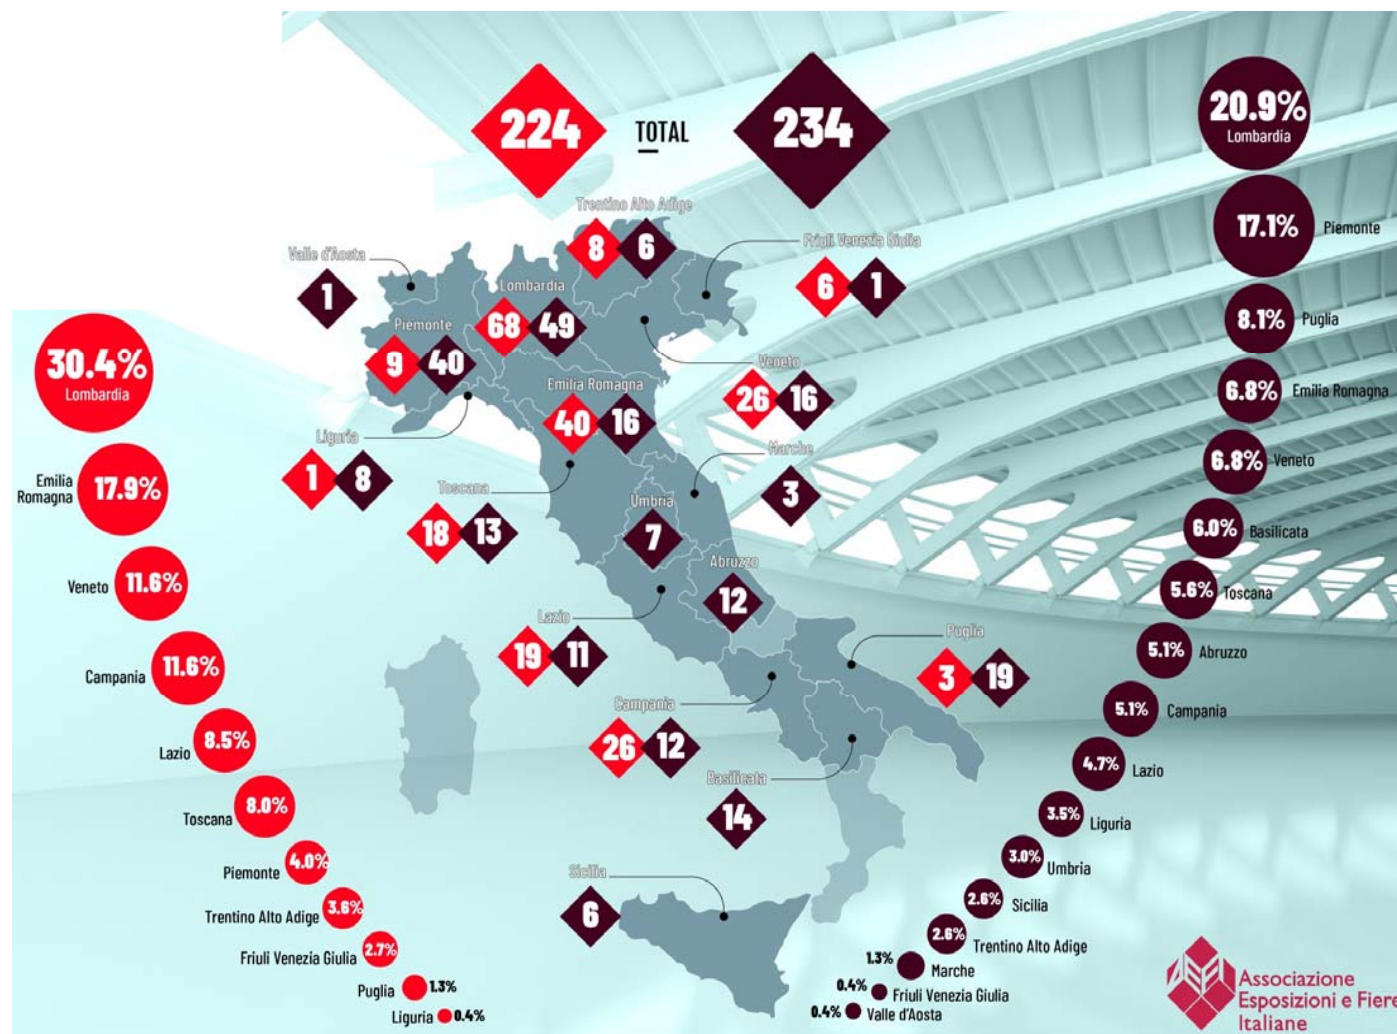 224
TOTAL
234
20.9%
Lombardia
17.1%
Piemonte
8.1%
Puglia
6.8%
Emilia Romagna
6.8%
Veneto
6.0%
Basilicata
5.6%
Toscana
5.1%
Abruzzo
5.1%
Campania
4.7%
Lazio
3.5%
Liguria
3.0%
Umbria
2.6%
Sicilia
2.6%
Trentino Alto Adige
1.3%
Marche
0.4%
Friuli Venezia Giulia
0.4%
Valle d'Aosta
Trentino Alto Adige
8 6
Friuli Venezia Giulia
6 1
Valle d'Aosta
1
Lombardia
68 49
Piemonte
9 40
Veneto
26 16
Emilia Romagna
40 16
Liguria
1 8
Marche
3
Toscana
18 13
Umbria
7
Abruzzo
12
Lazio
19 11
Puglia
3 19
Campania
26 12
Basilicata
14
Sicilia
6
30.4%
Lombardia
Emilia
Romagna
17.9%
Veneto
11.6%
Campania
11.6%
Lazio
8.5%
Toscana
8.0%
Piemonte
4.0%
Trentino Alto Adige
3.6%
Friuli Venezia Giulia
2.7%
Puglia
1.3%
Liguria
0.4%
AEFI
Associazione
Esposizioni e Fiere
Italiane